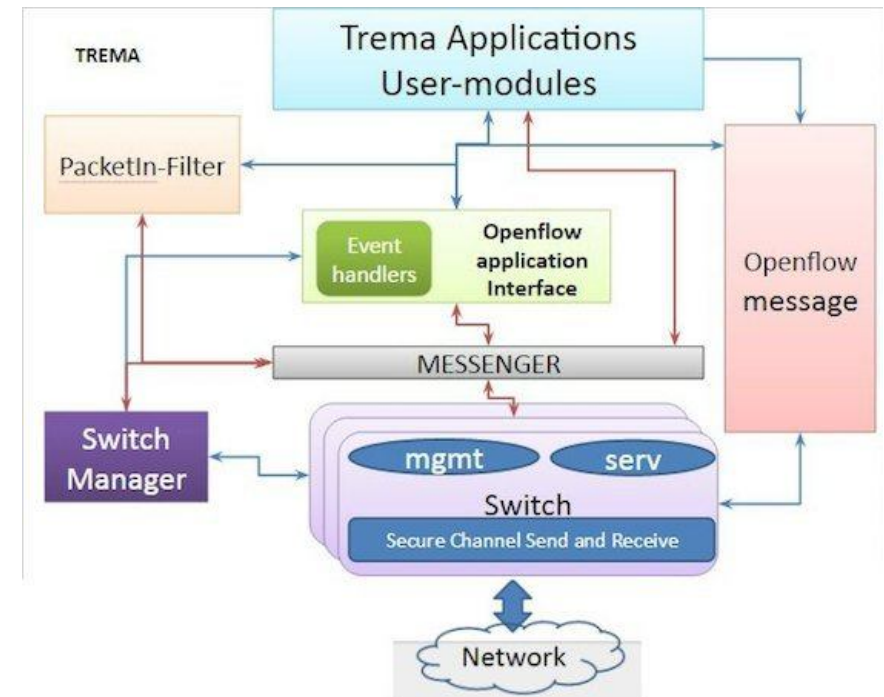 TREMA
Trema Applications
User-modules
PacketIn-Filter
Event
handlers
Openflow
application
Interface
Openflow
message
MESSENGER
Switch
Manager
mgmt
serv
Switch
Secure Channel Send and Receive
Network